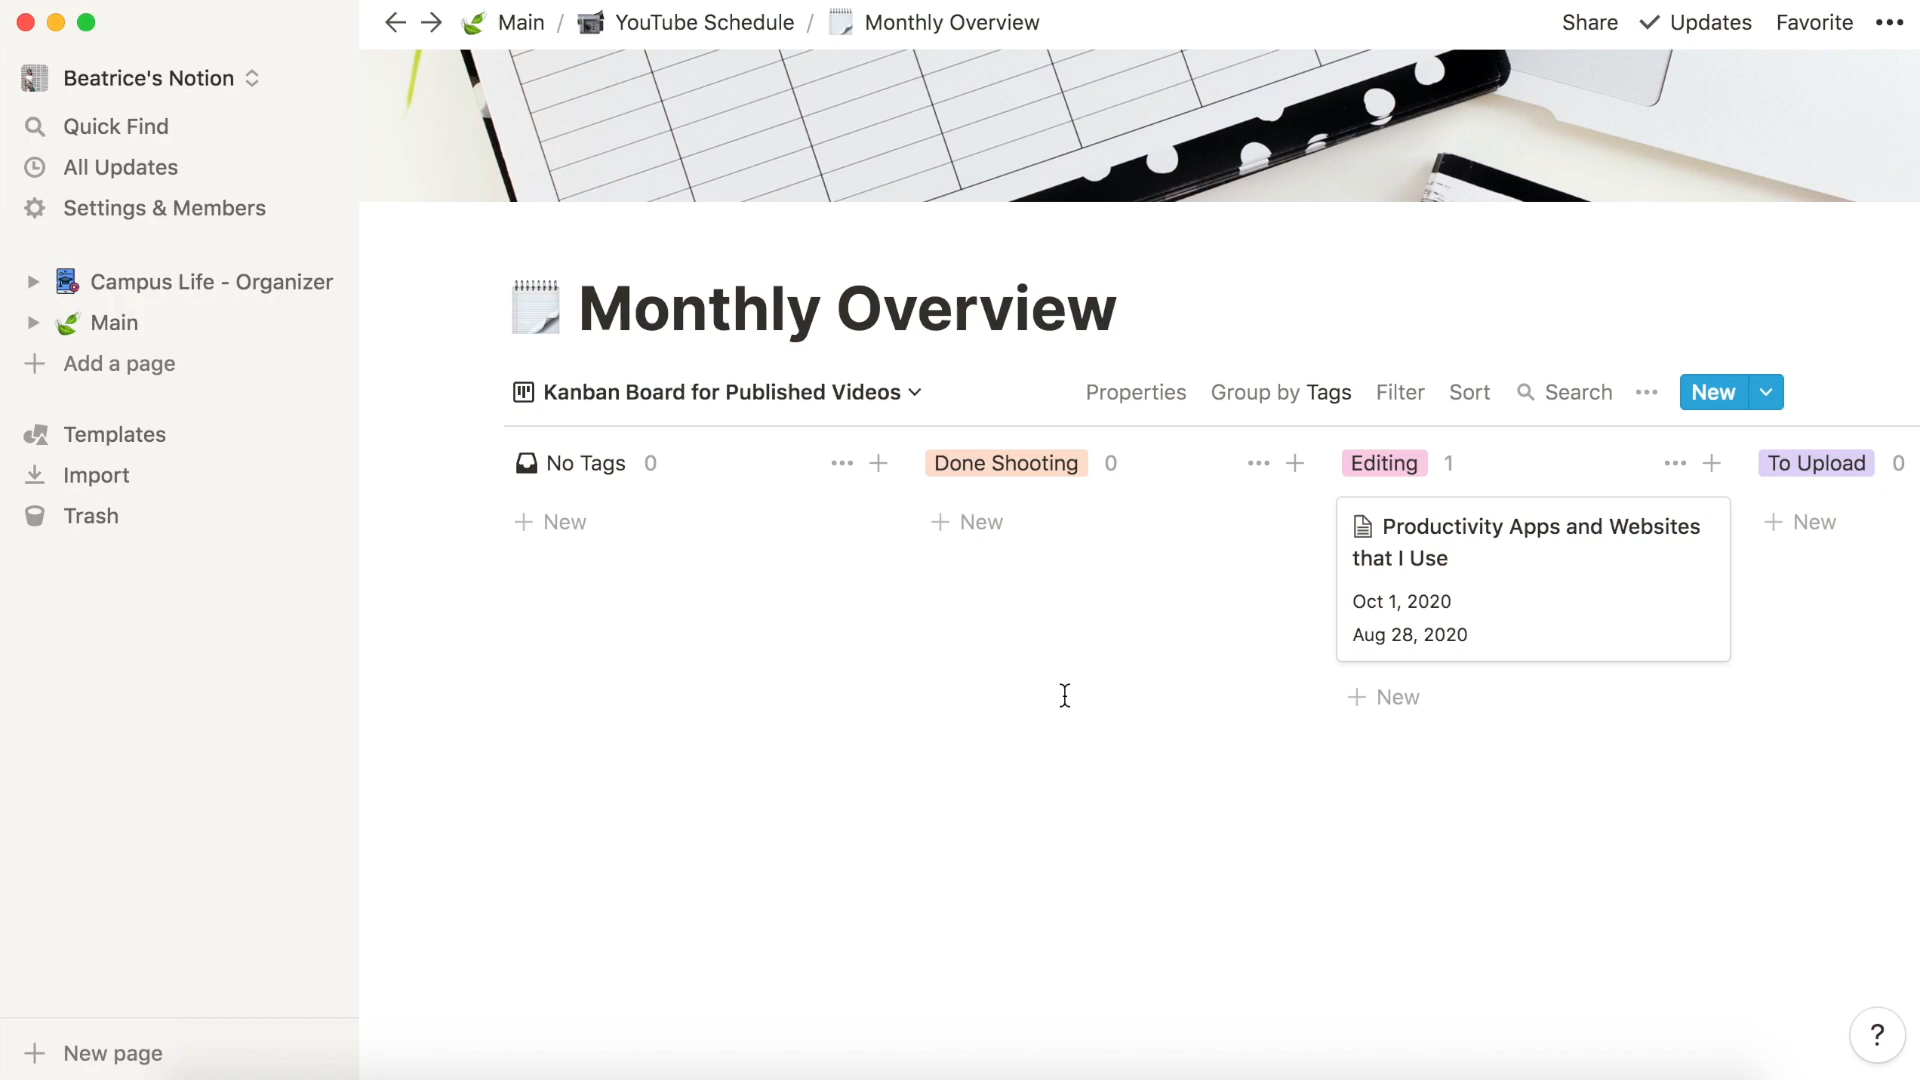 Main / YouTube Schedule / Monthly Overview
Share Updates Favorite
Beatrice's Notion
Quick Find
All Updates
Settings & Members
Campus Life - Organizer
Main
Add a page
Templates
Import
Trash
New page
Monthly Overview
Kanban Board for Published Videos
Properties Group by Tags Filter Sort Search New
No Tags 0
+ New
Done Shooting 0
+ New
Editing 1
Productivity Apps and Websites
that I Use
Oct 1, 2020
Aug 28, 2020
+ New
To Upload 0
+ New
?